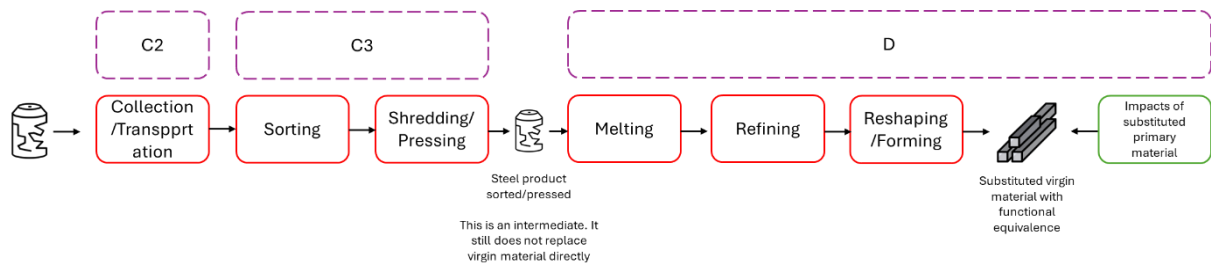 C2
C3
D
Collection
/Transpprt
ation
Sorting
Shredding/
Pressing
Melting
Refining
Reshaping
/Forming
Impacts of
substituted
primary
material
Steel product
sorted/pressed
This is an intermediate. It
still does not replace
virgin material directly
Substituted virgin
material with
functional
equivalence